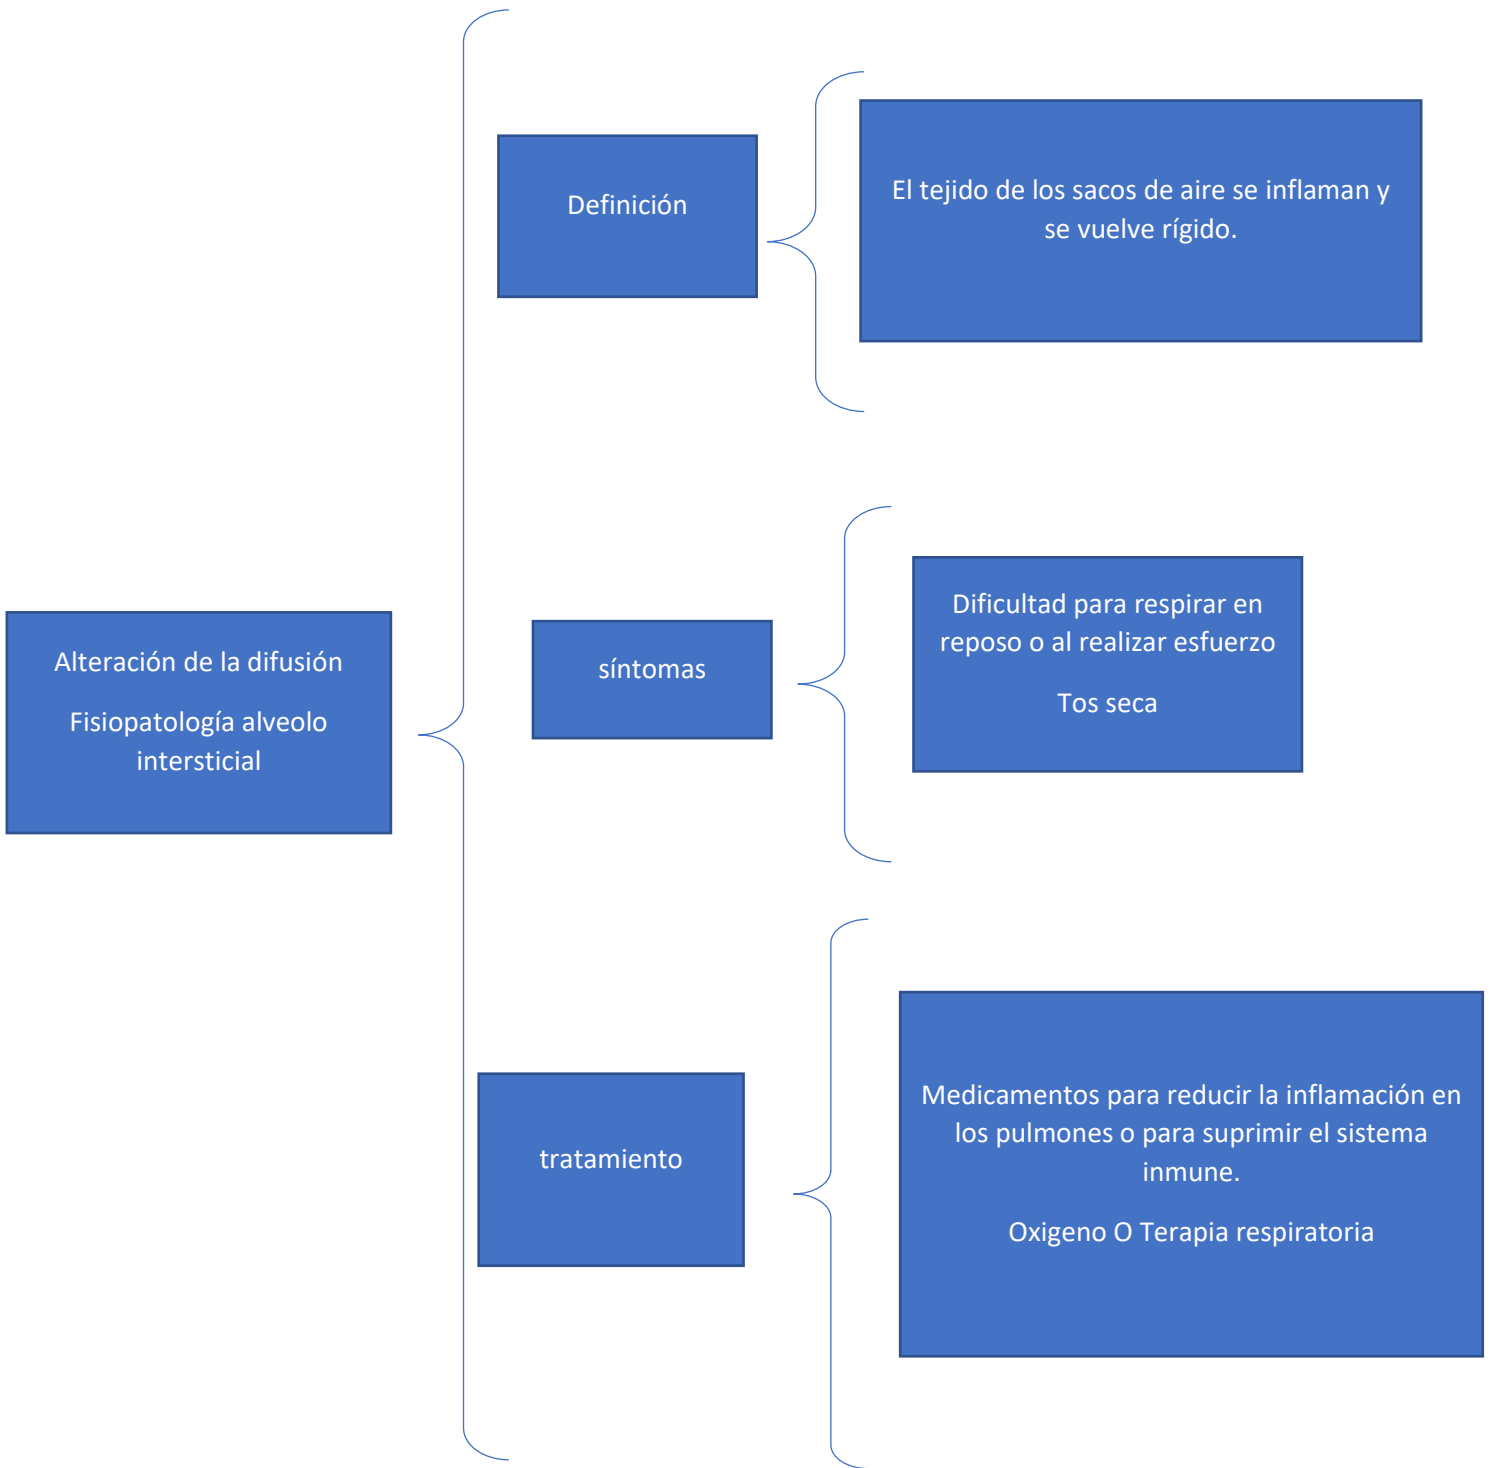 Alteración de la difusión
Fisiopatología alveolo
intersticial
Definición
El tejido de los sacos de aire se inflaman y
se vuelve rígido.
síntomas
Dificultad para respirar en
reposo o al realizar esfuerzo
Tos seca
tratamiento
Medicamentos para reducir la inflamación en
los pulmones o para suprimir el sistema
inmune.
Oxigeno O Terapia respiratoria